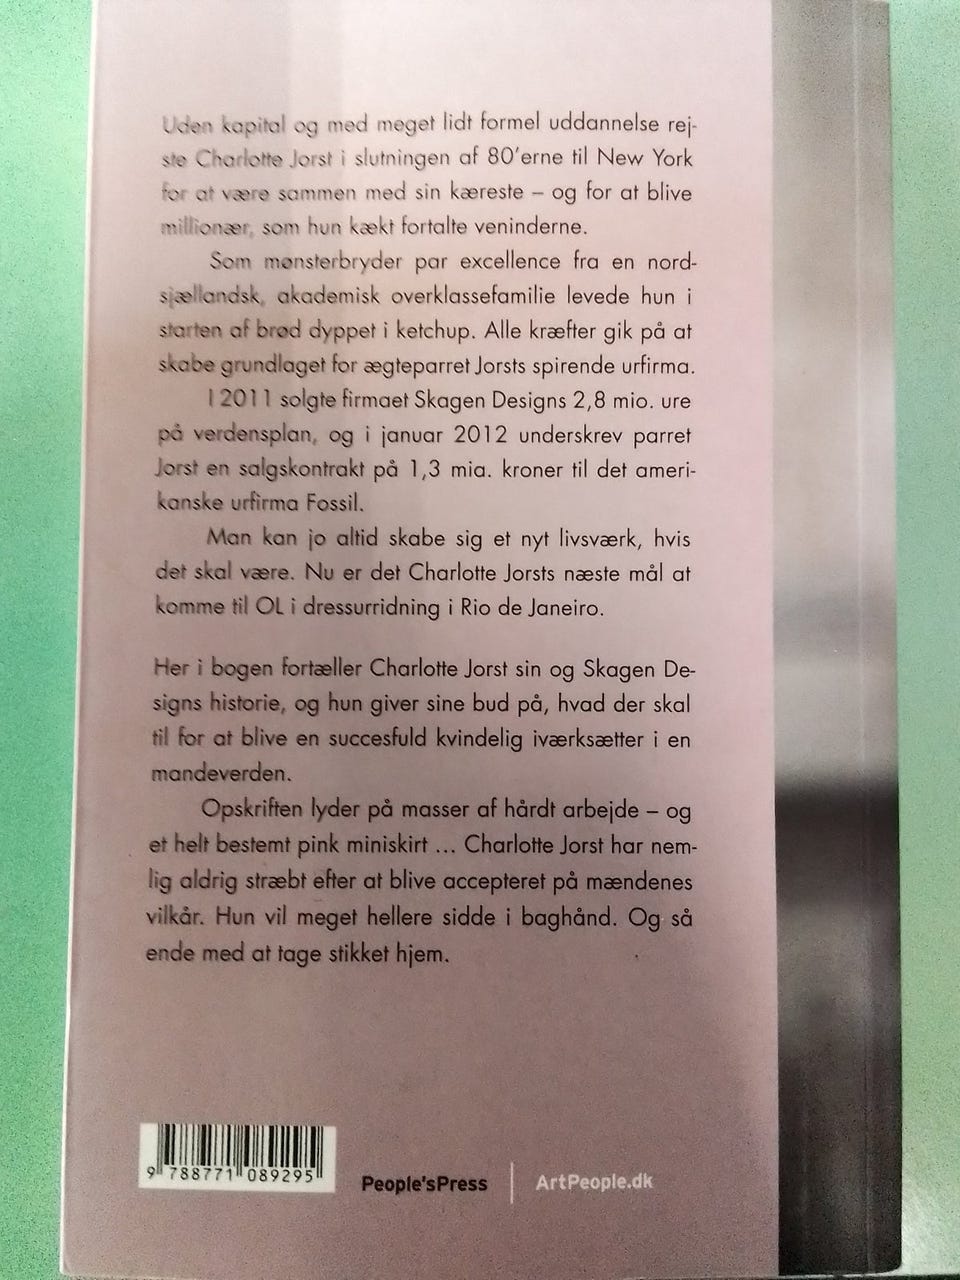 Uden kapital og med meget lidt formel uddannelse rej-
ste Charlotte Jorst i slutningen af 80'erne til New York
for at være sammen med sin kæreste – og for at blive
millionær, som hun kækt fortalte veninderne.
Som mønsterbryder par excellence fra en nord-
sjællandsk, akademisk overklassefamilie levede hun i
starten af brød dyppet i ketchup. Alle kræfter gik på at
skabe grundlaget for ægteparret Jorsts spirende urfirma.
I 2011 solgte firmaet Skagen Designs 2,8 mio. ure
på verdensplan, og i januar 2012 underskrev parret
Jorst en salgskontrakt på 1,3 mia. kroner til det ameri-
kanske urfirma Fossil.
Man kan jo altid skabe sig et nyt livsværk, hvis
det skal være. Nu er det Charlotte Jorsts næste mål at
komme til OL i dressurridning i Rio de Janeiro.
Her i bogen fortæller Charlotte Jorst sin og Skagen De-
signs historie, og hun giver sine bud på, hvad der skal
til for at blive en succesfuld kvindelig iværksætter i en
mandeverden.
Opskriften lyder på masser af hårdt arbejde – og
et helt bestemt pink miniskirt ... Charlotte Jorst har nem-
lig aldrig stræbt efter at blive accepteret på mændenes
vilkår. Hun vil meget hellere sidde i baghånd. Og så
ende med at tage stikket hjem.
9 788771 089295
People'sPress | ArtPeople.dk